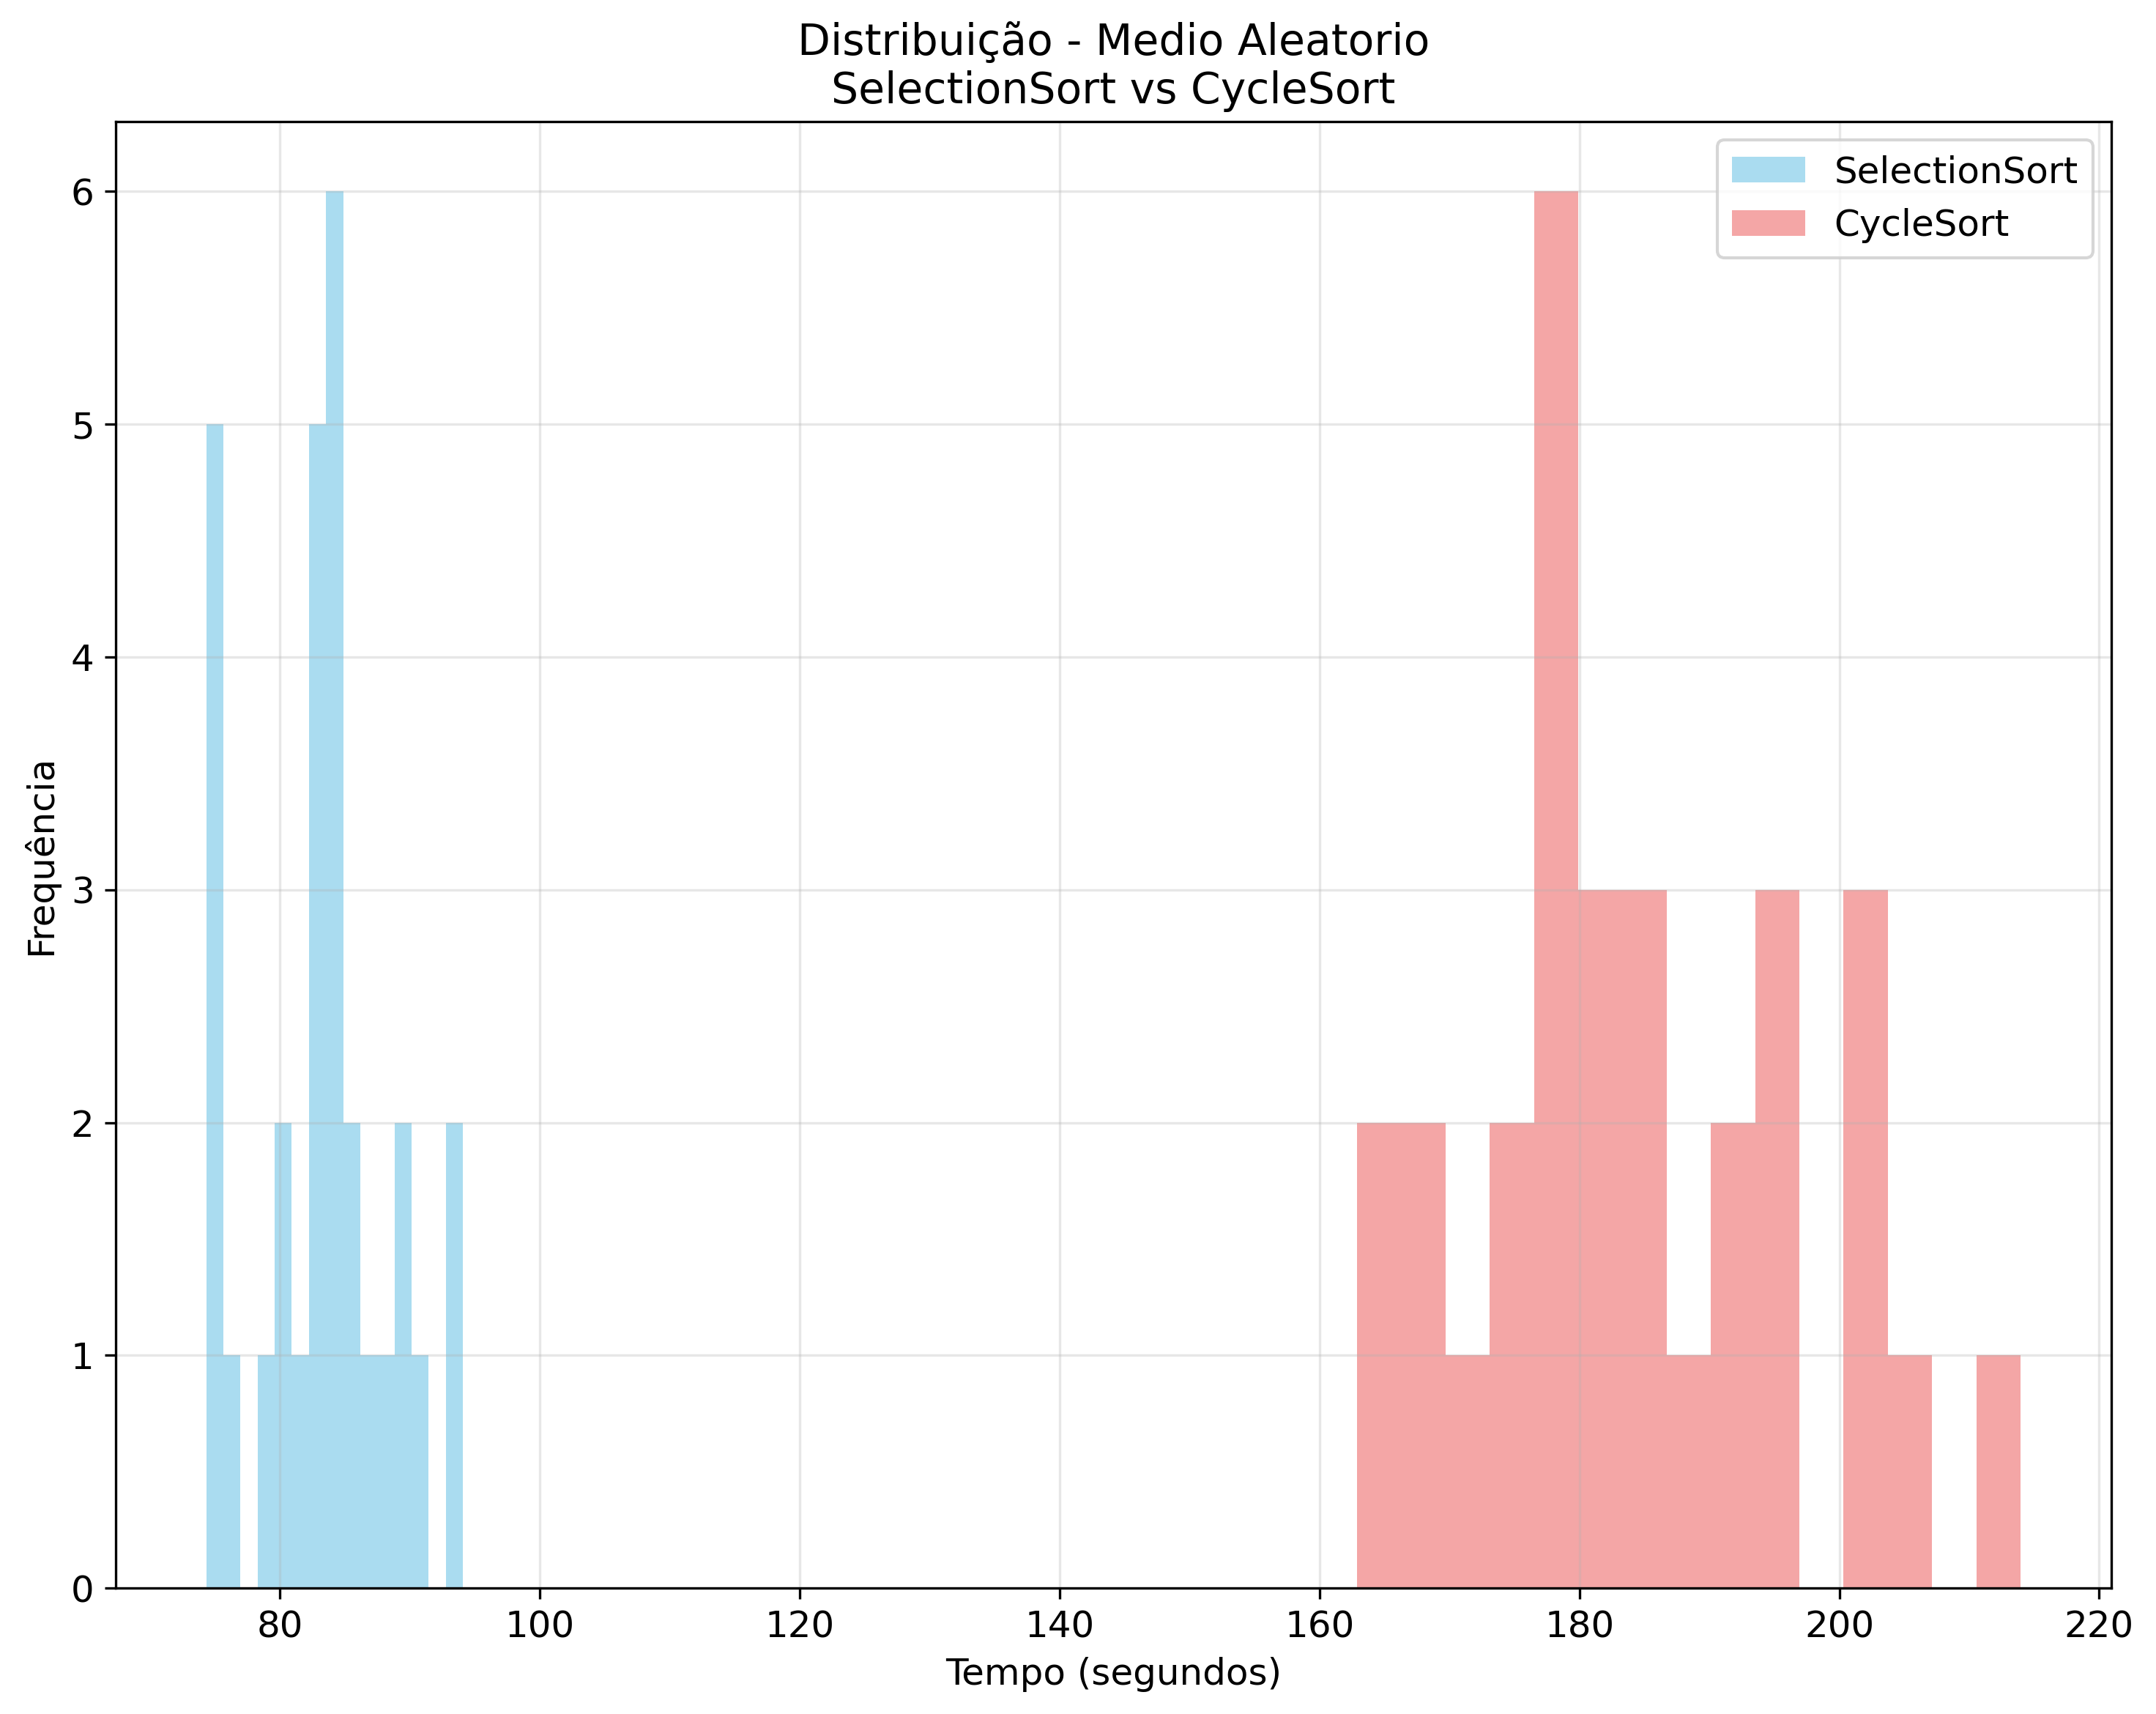 Distribuição - Medio Aleatorio
SelectionSort vs CycleSort
SelectionSort
CycleSort
6
5
4
3
2
1
0
Frequência
80 100 120 140 160 180 200 220
Tempo (segundos)